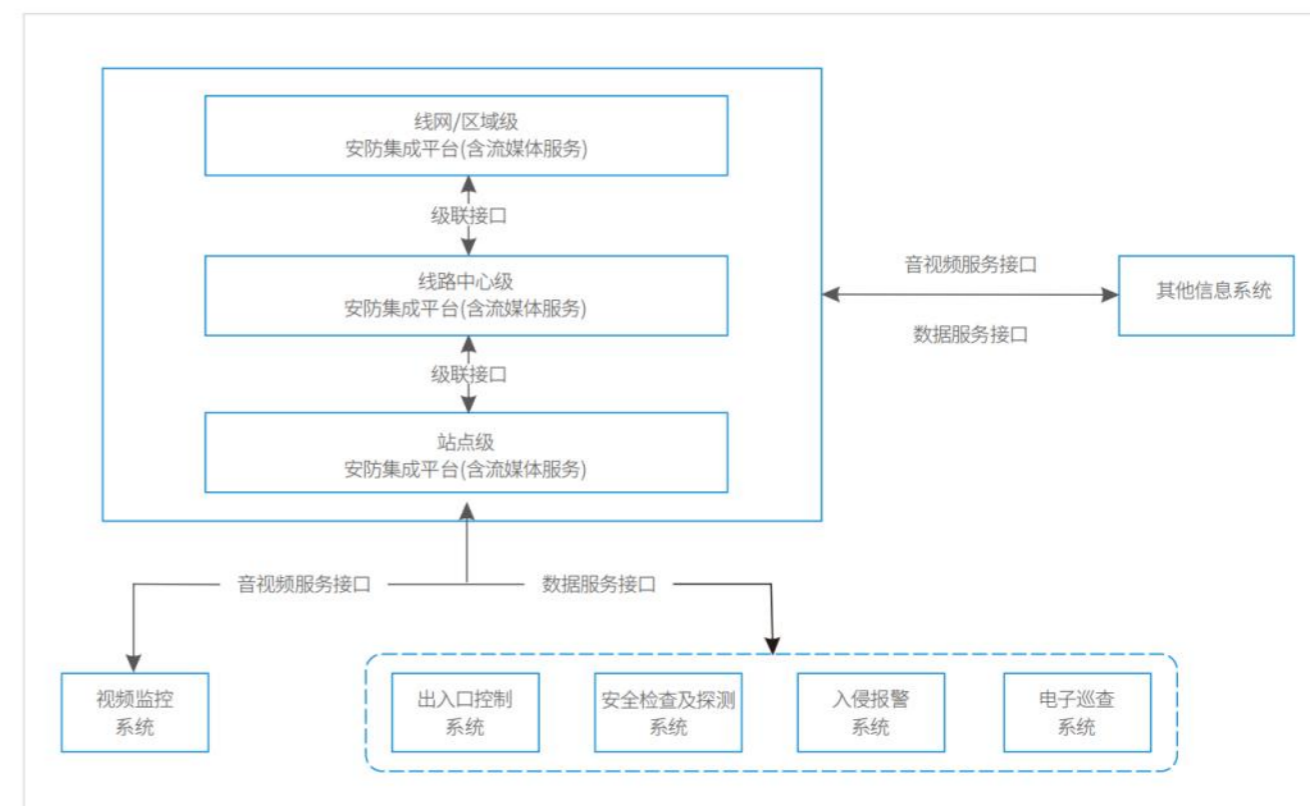 线网/区域级
安防集成平台(含流媒体服务)
级联接口
线路中心级
安防集成平台(含流媒体服务)
级联接口
站点级
安防集成平台(含流媒体服务)
音视频服务接口
数据服务接口
其他信息系统
音视频服务接口
数据服务接口
视频监控
系统
出入口控制
系统
安全检查及探测
系统
入侵报警
系统
电子巡查
系统